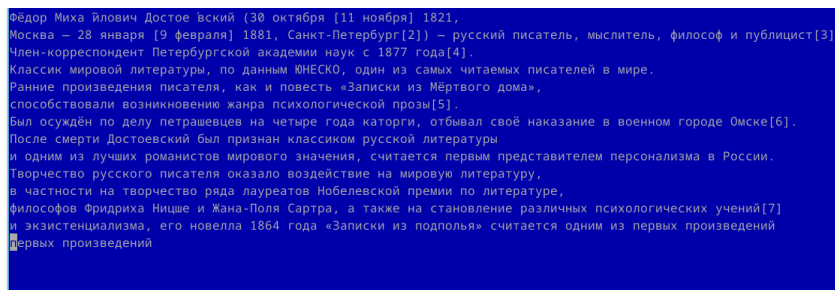 Фёдор Миха́йлович Достое́вский (30 октября [11 ноября] 1821,
Москва — 28 января [9 февраля] 1881, Санкт-Петербург[2]) — русский писатель, мыслитель, философ и публицист[3]
Член-корреспондент Петербургской академии наук с 1877 года[4].
Классик мировой литературы, по данным ЮНЕСКО, один из самых читаемых писателей в мире.
Ранние произведения писателя, как и повесть «Записки из Мёртвого дома»,
способствовали возникновению жанра психологической прозы[5].
Был осуждён по делу петрашевцев на четыре года каторги, отбывал своё наказание в военном городе Омске[6].
После смерти Достоевский был признан классиком русской литературы
и одним из лучших романистов мирового значения, считается первым представителем персонализма в России.
Творчество русского писателя оказало воздействие на мировую литературу,
в частности на творчество ряда лауреатов Нобелевской премии по литературе,
философов Фридриха Ницше и Жана-Поля Сартра, а также на становление различных психологических учений[7]
и экзистенциализма, его новелла 1864 года «Записки из подполья» считается одним из первых произведений
первых произведений